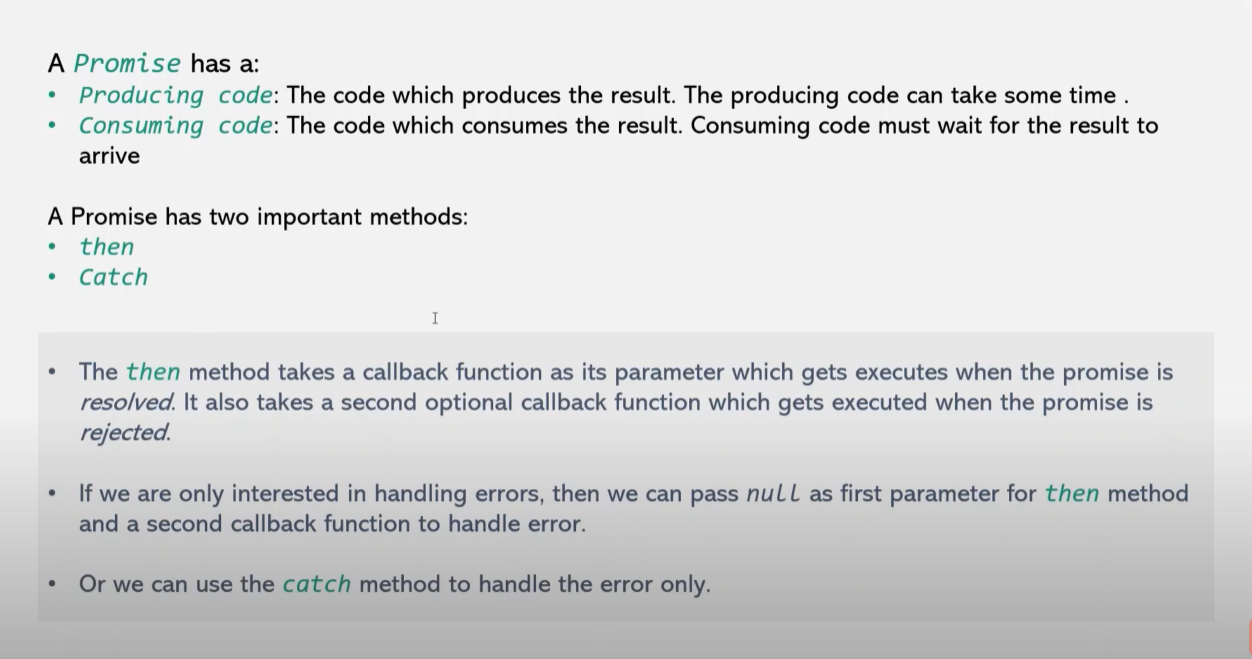 A Promise has a:
• Producing code: The code which produces the result. The producing code can take some time .
• Consuming code: The code which consumes the result. Consuming code must wait for the result to
arrive
A Promise has two important methods:
• then
• Catch
• The then method takes a callback function as its parameter which gets executes when the promise is
resolved. It also takes a second optional callback function which gets executed when the promise is
rejected.
• If we are only interested in handling errors, then we can pass null as first parameter for then method
and a second callback function to handle error.
• Or we can use the catch method to handle the error only.